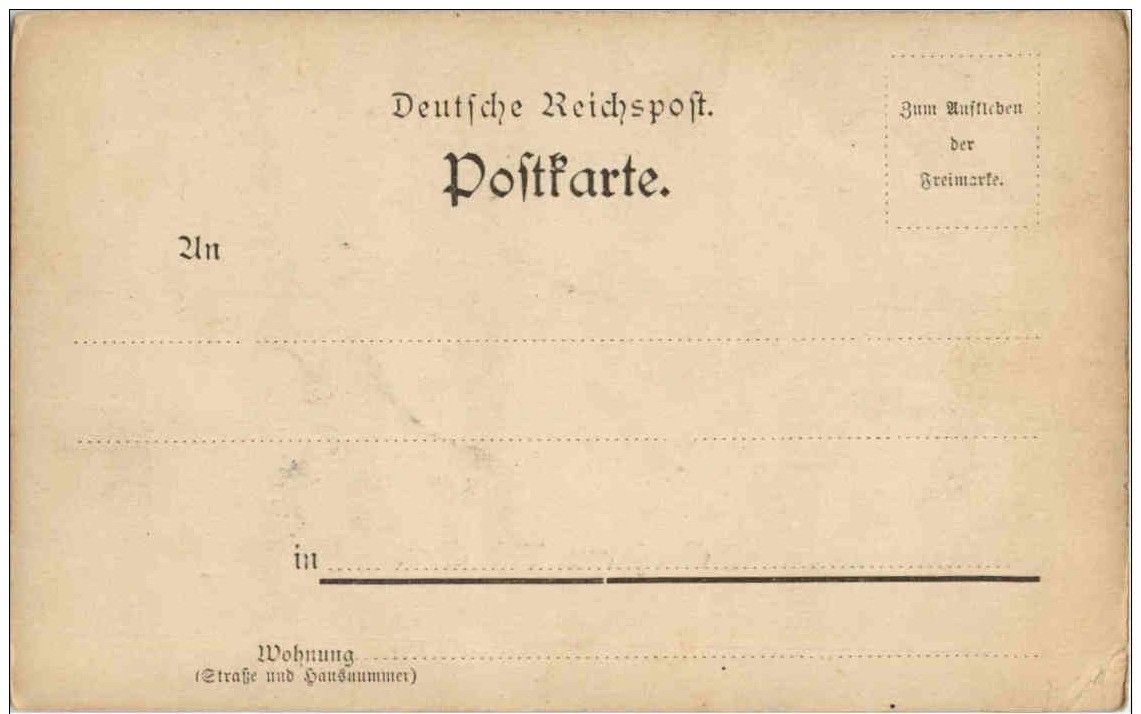 Deutsche Reichspost.
Postkarte.
Zum Aufkleben
der
Freimarke.
An
in
Wohnung
(Straße und Hausnummer)